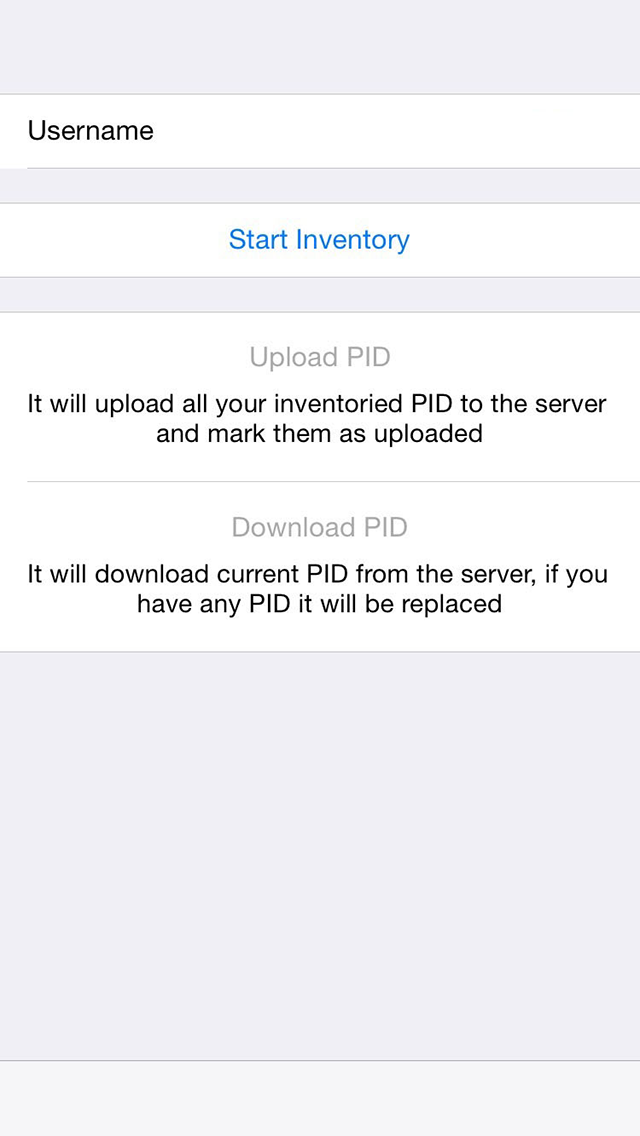 Username
Start Inventory
Upload PID
It will upload all your inventoried PID to the server
and mark them as uploaded
Download PID
It will download current PID from the server, if you
have any PID it will be replaced